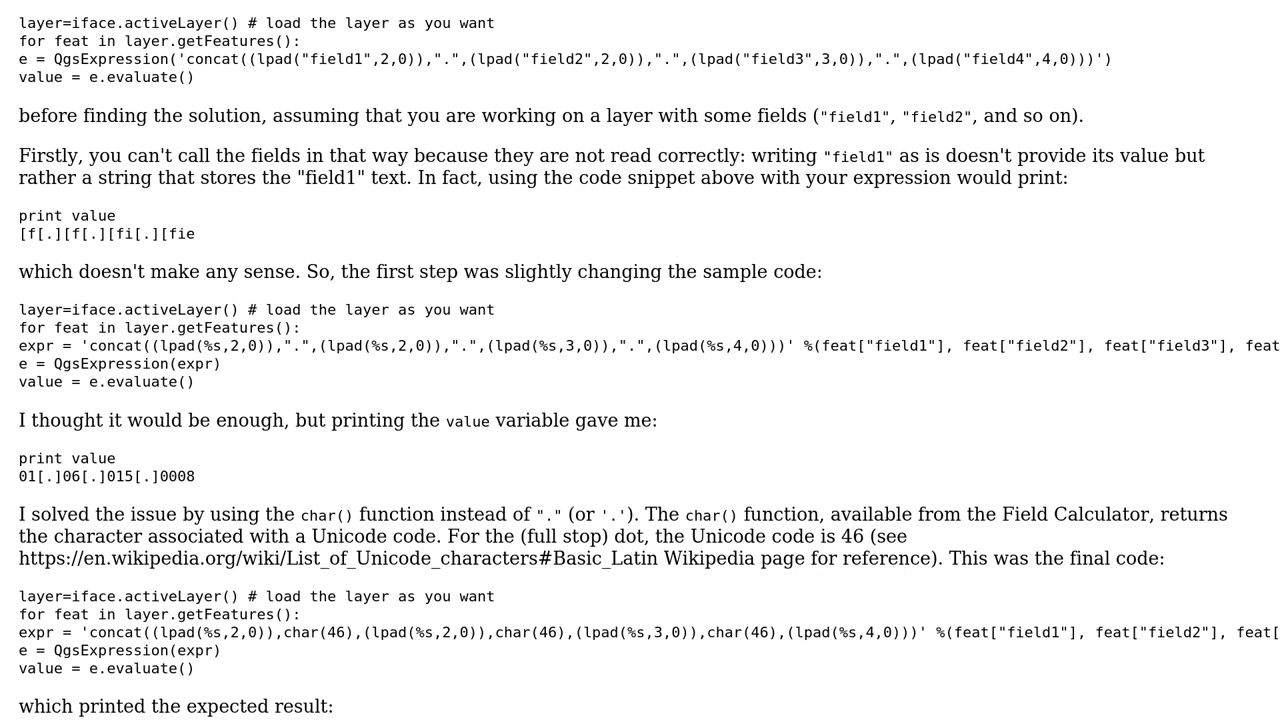 layer=iface.activeLayer() # load the layer as you want
for feat in layer.getFeatures():
e = QgsExpression('concat((lpad("field1",2,0)),".",(lpad("field2",2,0)),".",(lpad("field3",3,0)),".",(lpad("field4",4,0)))')
value = e.evaluate()
before finding the solution, assuming that you are working on a layer with some fields ("field1", "field2", and so on).
Firstly, you can't call the fields in that way because they are not read correctly: writing "field1" as is doesn't provide its value but
rather a string that stores the "field1" text. In fact, using the code snippet above with your expression would print:
print value
[f[.][f[.][fi[.][fie
which doesn't make any sense. So, the first step was slightly changing the sample code:
layer=iface.activeLayer() # load the layer as you want
for feat in layer.getFeatures():
expr = 'concat((lpad(%s,2,0)),".",(lpad(%s,2,0)),".",(lpad(%s,3,0)),".",(lpad(%s,4,0)))' %(feat["field1"], feat["field2"], feat["field3"], feat
e = QgsExpression(expr)
value = e.evaluate()
I thought it would be enough, but printing the value variable gave me:
print value
01[.]06[.]015[.]0008
I solved the issue by using the char() function instead of "." (or '.'). The char() function, available from the Field Calculator, returns
the character associated with a Unicode code. For the (full stop) dot, the Unicode code is 46 (see
https://en.wikipedia.org/wiki/List_of_Unicode_characters#Basic_Latin Wikipedia page for reference). This was the final code:
layer=iface.activeLayer() # load the layer as you want
for feat in layer.getFeatures():
expr = 'concat((lpad(%s,2,0)),char(46),(lpad(%s,2,0)),char(46),(lpad(%s,3,0)),char(46),(lpad(%s,4,0)))' %(feat["field1"], feat["field2"], feat[
e = QgsExpression(expr)
value = e.evaluate()
which printed the expected result: